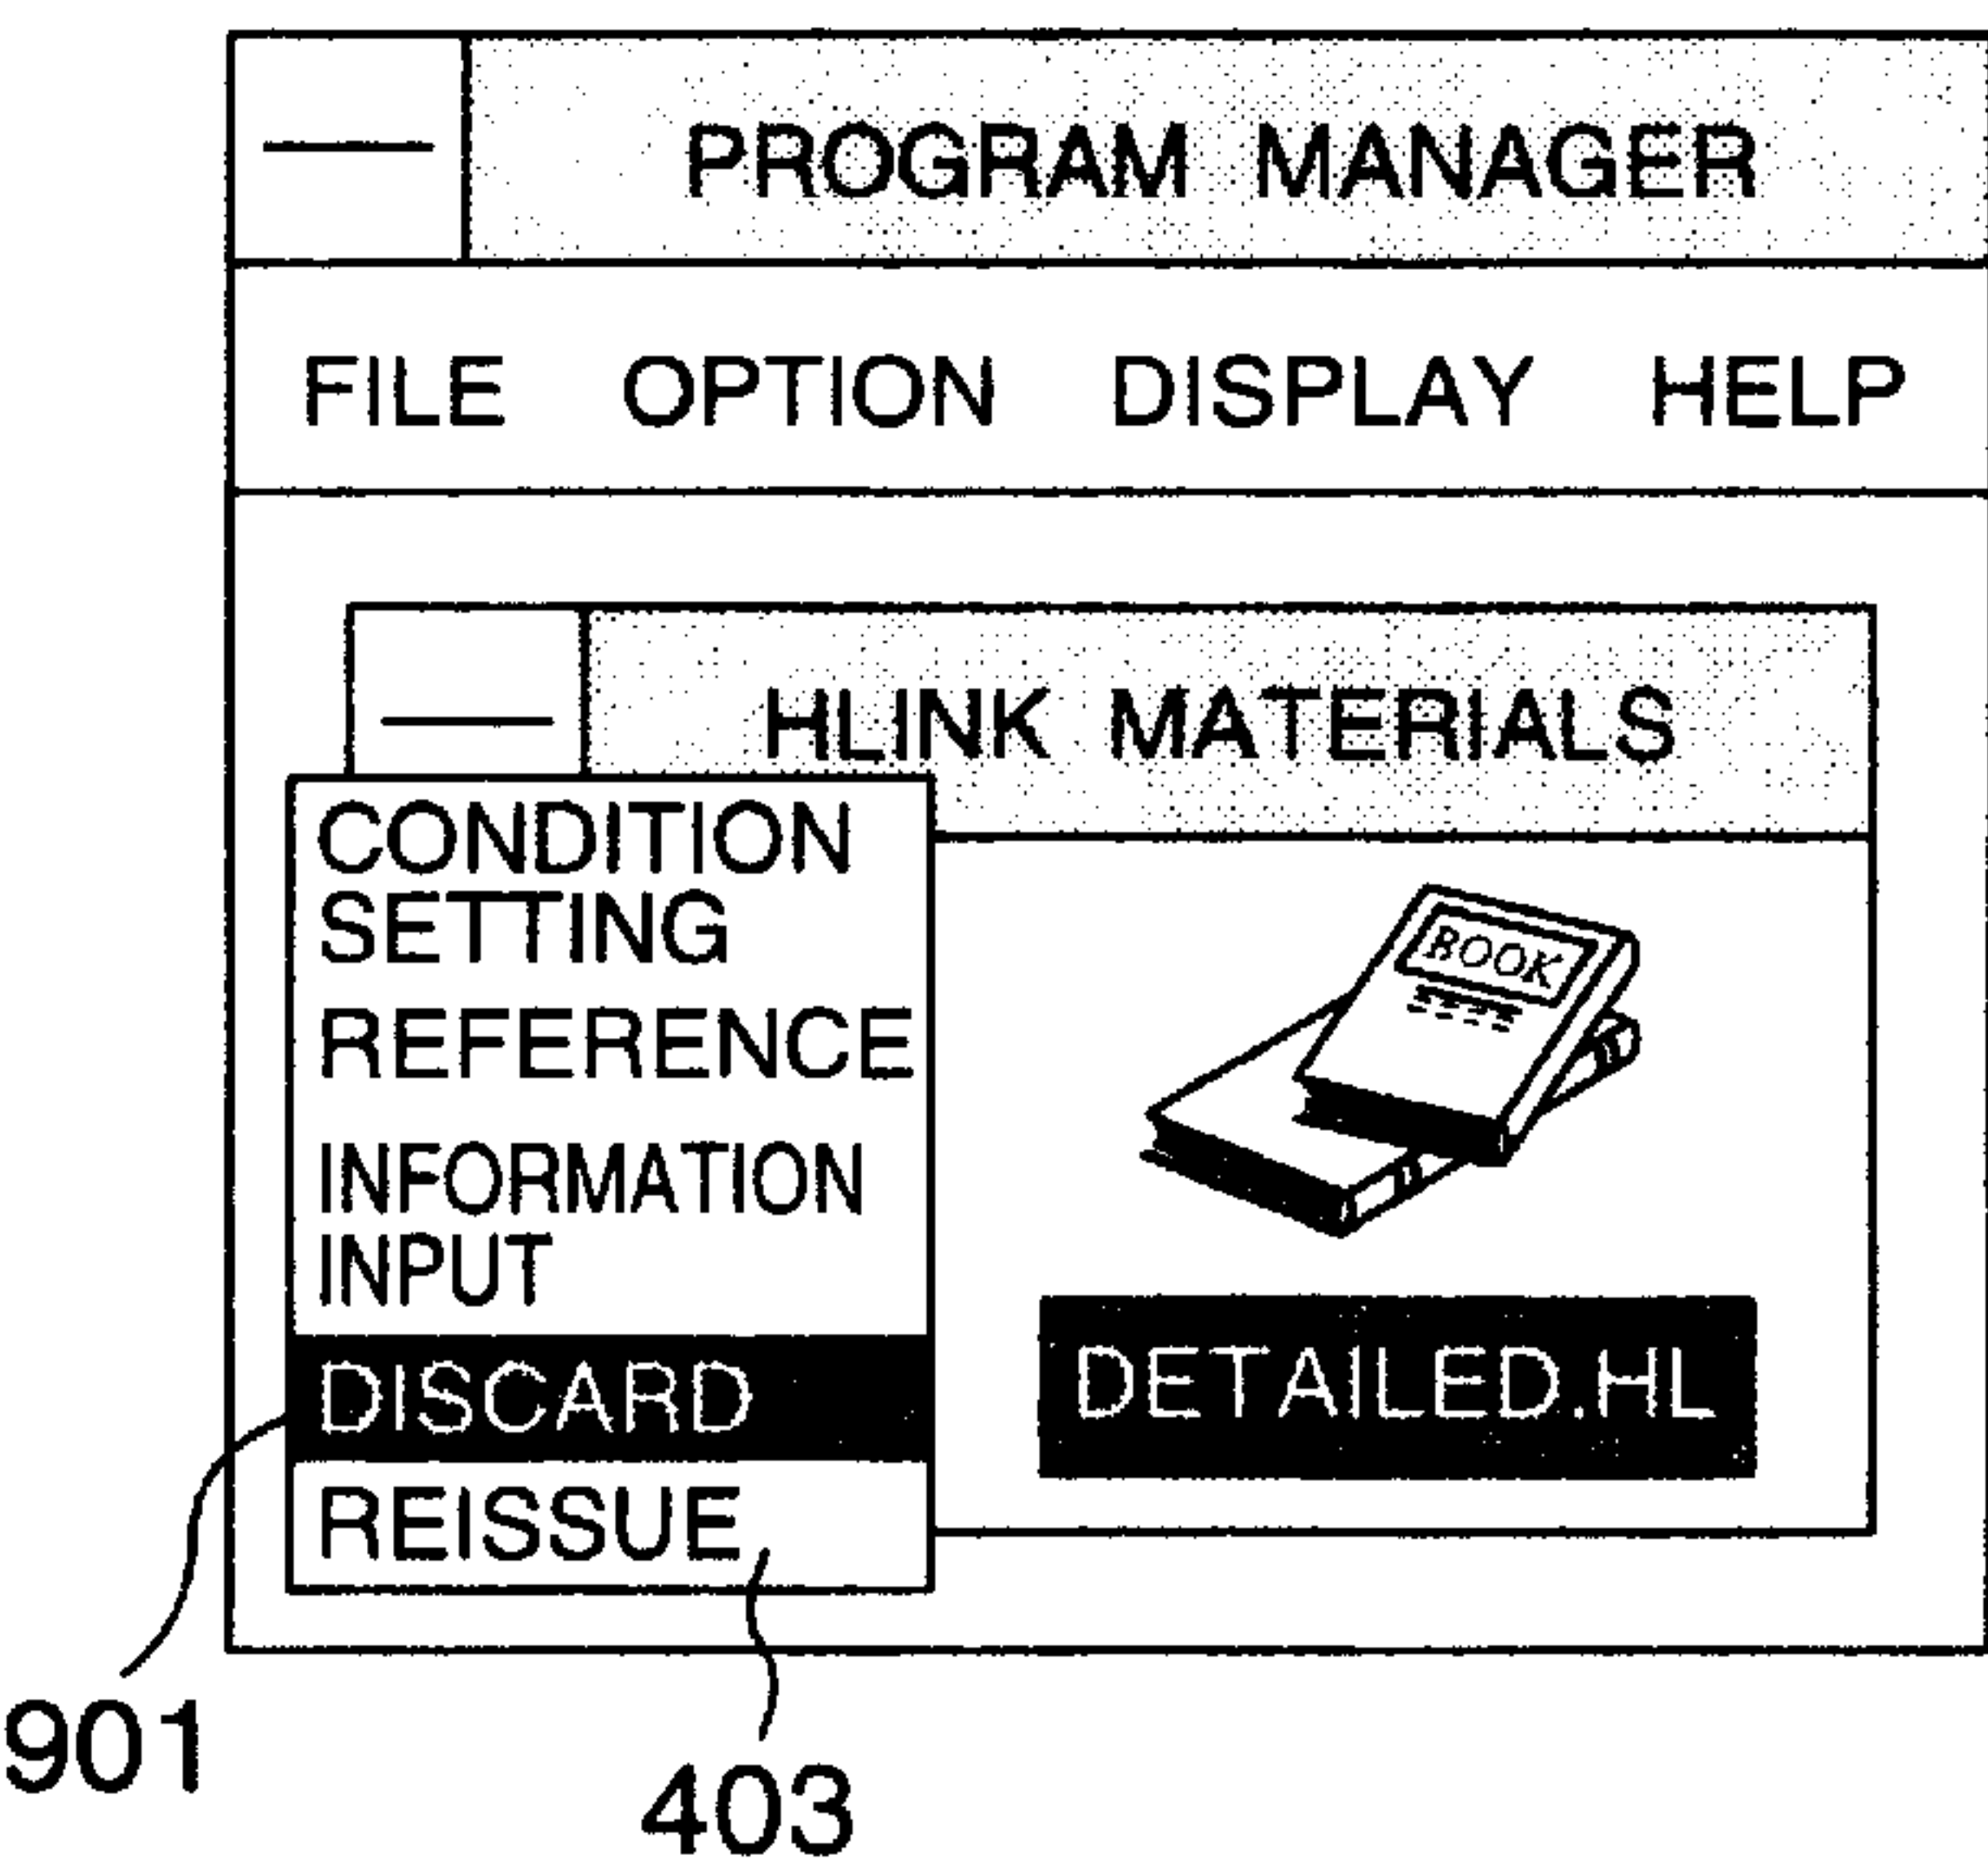 PROGRAM MANAGER
FILE OPTION DISPLAY HELP
HLINK MATERIALS
CONDITION
SETTING
REFERENCE
INFORMATION
INPUT
DISCARD
REISSUE
BOOK
DETAILED.HL
901
403